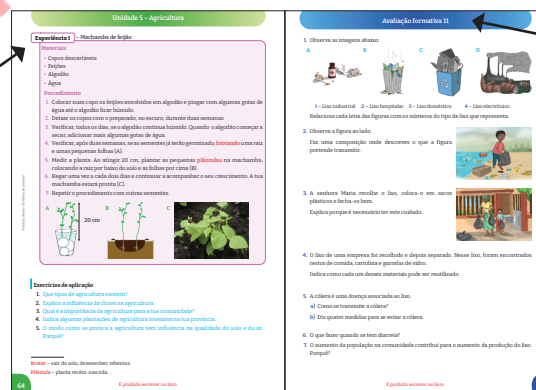 Unidade 5 – Agricultura
Experiência 1 – Machamba de feijão
Materiais
- Copos descartáveis
- Feijões
- Algodão
- Água
Procedimento
1. Colocar num copo os feijões envolvidos em algodão e pingar com algumas gotas de
água até o algodão ficar húmido.
2. Deixar os copos com o preparado, no escuro, durante duas semanas.
3. Verificar, todos os dias, se o algodão continua húmido. Quando o algodão começar a
secar, adicionar mais algumas gotas de água.
4. Verificar, após duas semanas, se as sementes já terão germinado, brotando uma raiz
e umas pequenas folhas (A).
5. Medir a planta. Ao atingir 20 cm, plantar as pequenas plântulas na machamba,
colocando a raiz por baixo do solo e as folhas por cima (B).
6. Regar uma vez a cada dois dias e continuar a acompanhar o seu crescimento. A tua
machamba estará pronta (C).
7. Repetir o procedimento com outras sementes.
A B C
20 cm
Exercícios de aplicação
1. Que tipos de agricultura existem?
2. Explica a influência da chuva na agricultura.
3. Qual é a importância da agricultura para a tua comunidade?
4. Indica algumas plantações de agricultura intensiva na tua província.
5. O modo como se pratica a agricultura tem influência na qualidade do solo e do ar.
Porquê?
Brotar – sair do solo; desenvolver rebentos.
Plântula – planta recém-nascida.
64
É proibido escrever no livro.
Avaliação formativa 11
1. Observa as imagens abaixo:
A B C D
1 – Lixo industrial 2 – Lixo hospitalar 3 – Lixo doméstico 4 – Lixo electrónico
Relaciona cada letra das figuras com os números do tipo de lixo que representa.
2. Observa a figura ao lado.
Faz uma composição onde descreves o que a figura
pretende transmitir.
3. A senhora Maria recolhe o lixo, coloca-o em sacos
plásticos e fecha-os bem.
Explica porque é necessário ter este cuidado.
4. O lixo de uma empresa foi recolhido e depois separado. Nesse lixo, foram encontrados
restos de comida, cartolina e garrafas de vidro.
Indica como cada um desses materiais pode ser reutilizado.
5. A cólera é uma doença associada ao lixo.
a) Como se transmite a cólera?
b) Diz quatro medidas para se evitar a cólera.
6. O que fazer quando se tem diarreia?
7. O aumento da população na comunidade contribui para o aumento da produção do lixo.
Porquê?
É proibido escrever no livro.